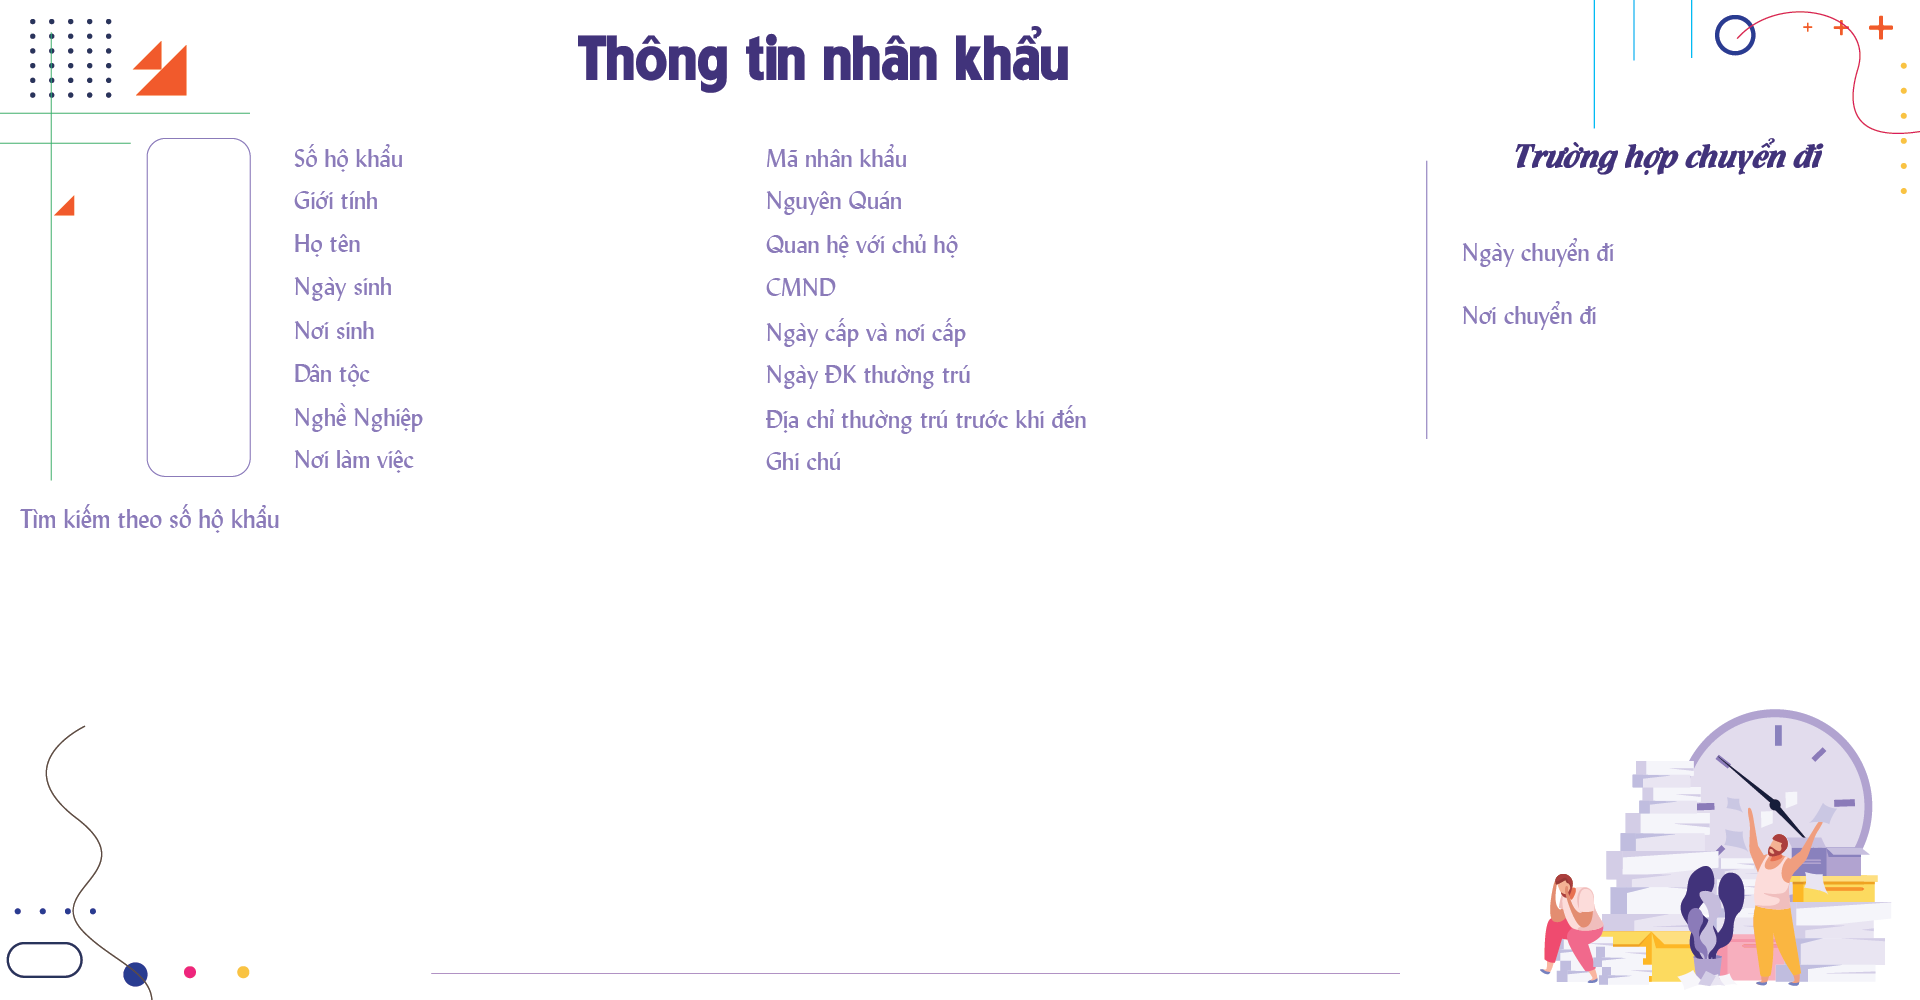 Thông tin nhân khẩu
Số hộ khẩu
Giới tính
Họ tên
Ngày sinh
Nơi sinh
Dân tộc
Nghề Nghiệp
Nơi làm việc
Mã nhân khẩu
Nguyên Quán
Quan hệ với chủ hộ
CMND
Ngày cấp và nơi cấp
Ngày ĐK thường trú
Địa chỉ thường trú trước khi đến
Ghi chú
Trường hợp chuyển đi
Ngày chuyển đi
Nơi chuyển đi
Tìm kiếm theo số hộ khẩu